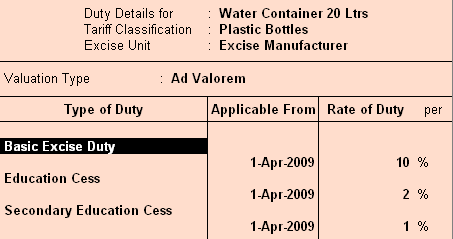 Duty Details for : Water Container 20 Ltrs
Tariff Classification : Plastic Bottles
Excise Unit : Excise Manufacturer
Valuation Type : Ad Valorem
Type of Duty Applicable From Rate of Duty per
Basic Excise Duty
1-Apr-2009 10 %
Education Cess
1-Apr-2009 2 %
Secondary Education Cess
1-Apr-2009 1 %